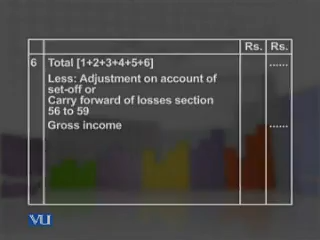 Rs. Rs.
6 Total [1+2+3+4+5+6] ......
Less: Adjustment on account of
set-off or
Carry forward of losses section
56 to 59
Gross income ......
VU